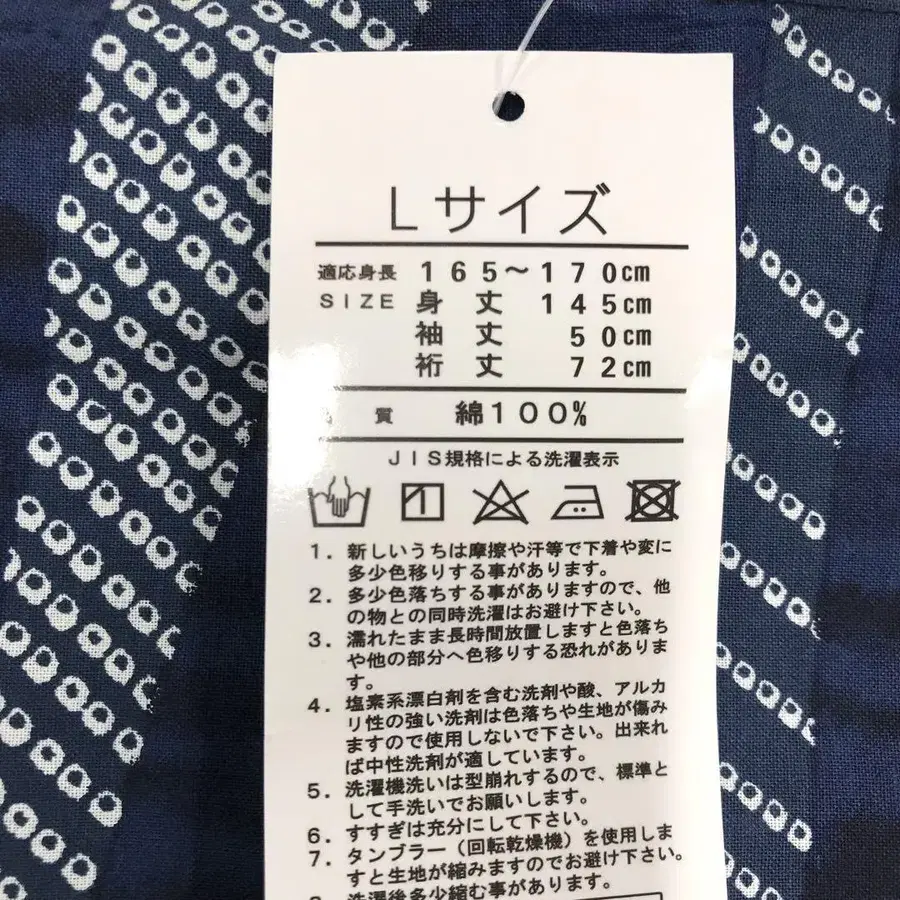 Lサイズ
適応身長 165～170cm
SIZE 身丈 145cm
袖丈 50cm
裄丈 72cm
質 綿100%
JIS規格による洗濯表示
1. 新しいうちは摩擦や汗等で下着や変に
多少色移りする事があります。
2. 多少色落ちする事がありますので、他
の物との同時洗濯はお避け下さい。
3. 濡れたまま長時間放置しますと色落ち
や他の部分へ色移りする恐れがありま
す。
4. 塩素系漂白剤を含む洗剤や酸、アルカ
リ性の強い洗剤は色落ちや生地が傷み
ますので使用しないで下さい。出来れ
ば中性洗剤が適しています。
5. 洗濯機洗いは型崩れするので、標準と
して手洗いでお願いします。
6. すすぎは充分にして下さい。
7. タンブラー（回転乾燥機）を使用しま
すと生地が縮みますのでお避け下さい。
洗濯後多少縮む事があります。